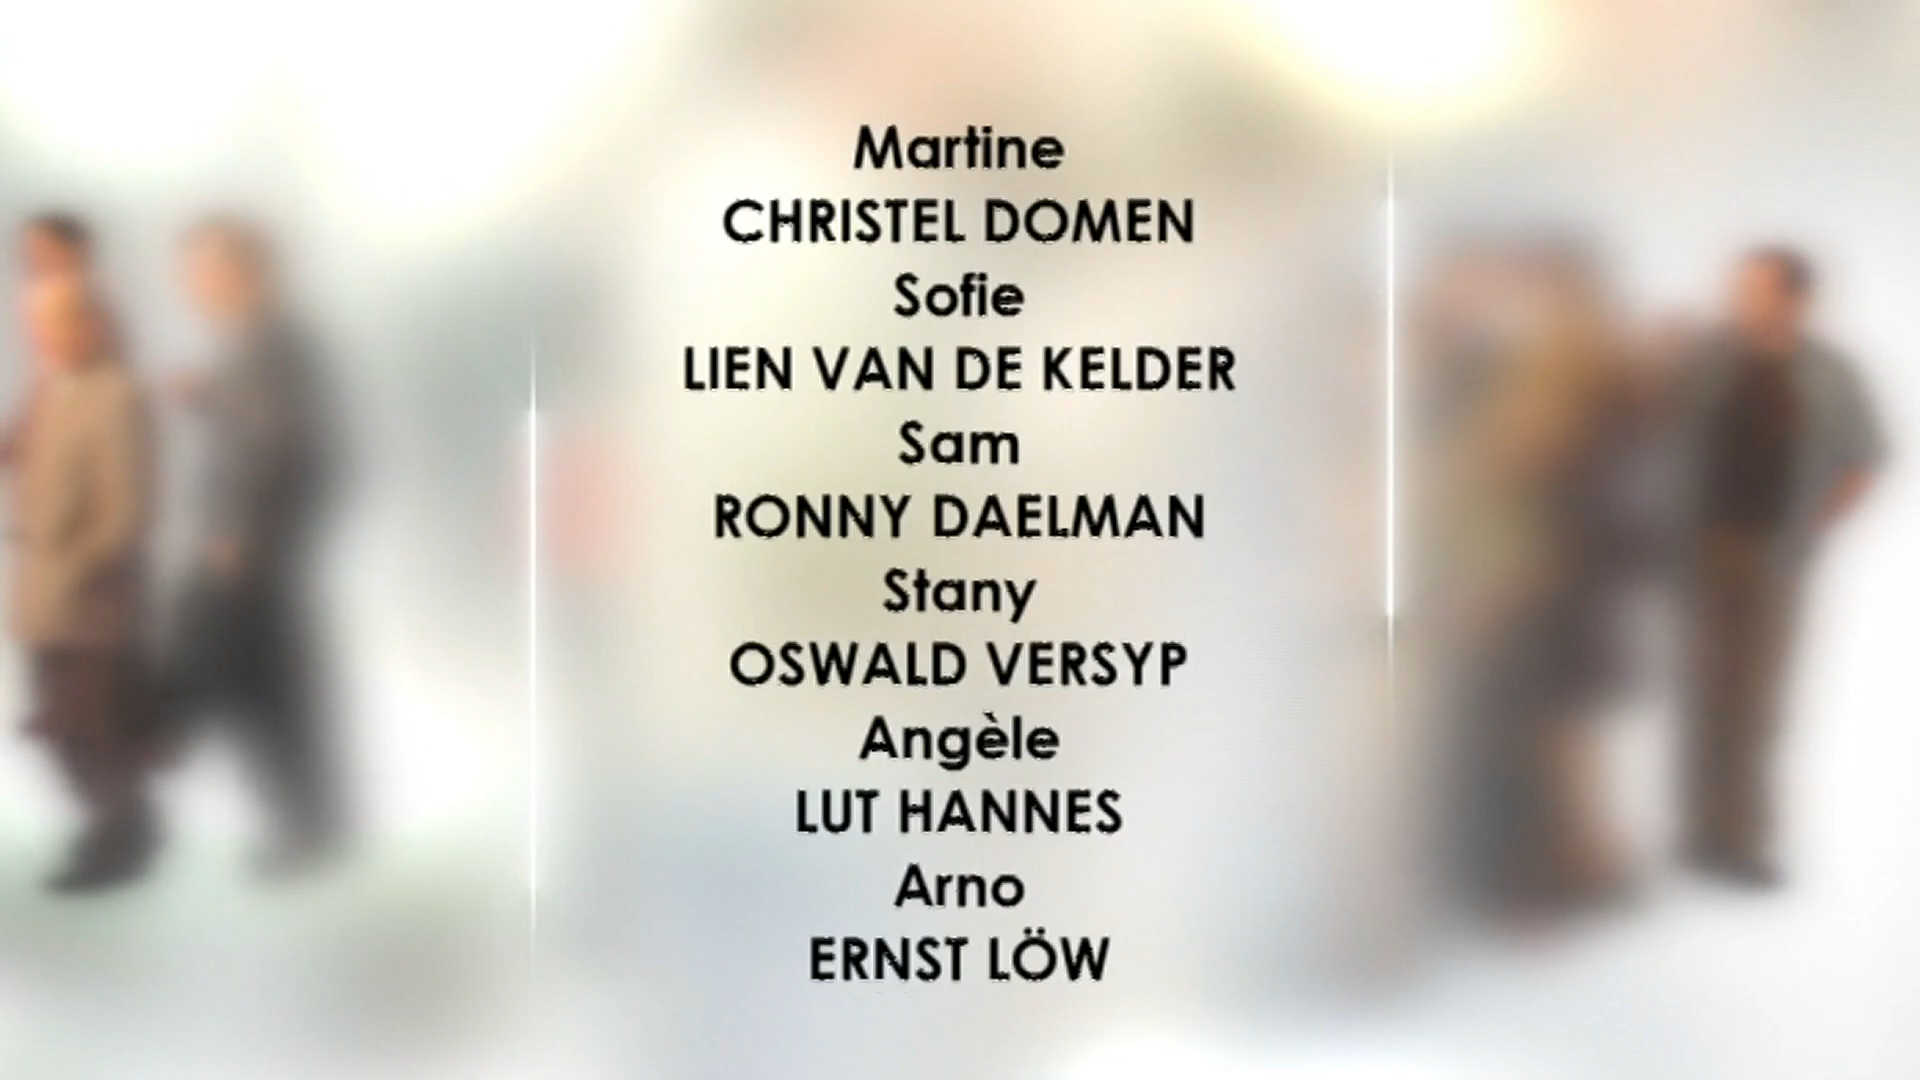 Martine
CHRISTEL DOMEN
Sofie
LIEN VAN DE KELDER
Sam
RONNY DAELMAN
Stany
OSWALD VERSYP
Angèle
LUT HANNES
Arno
ERNST LÖW